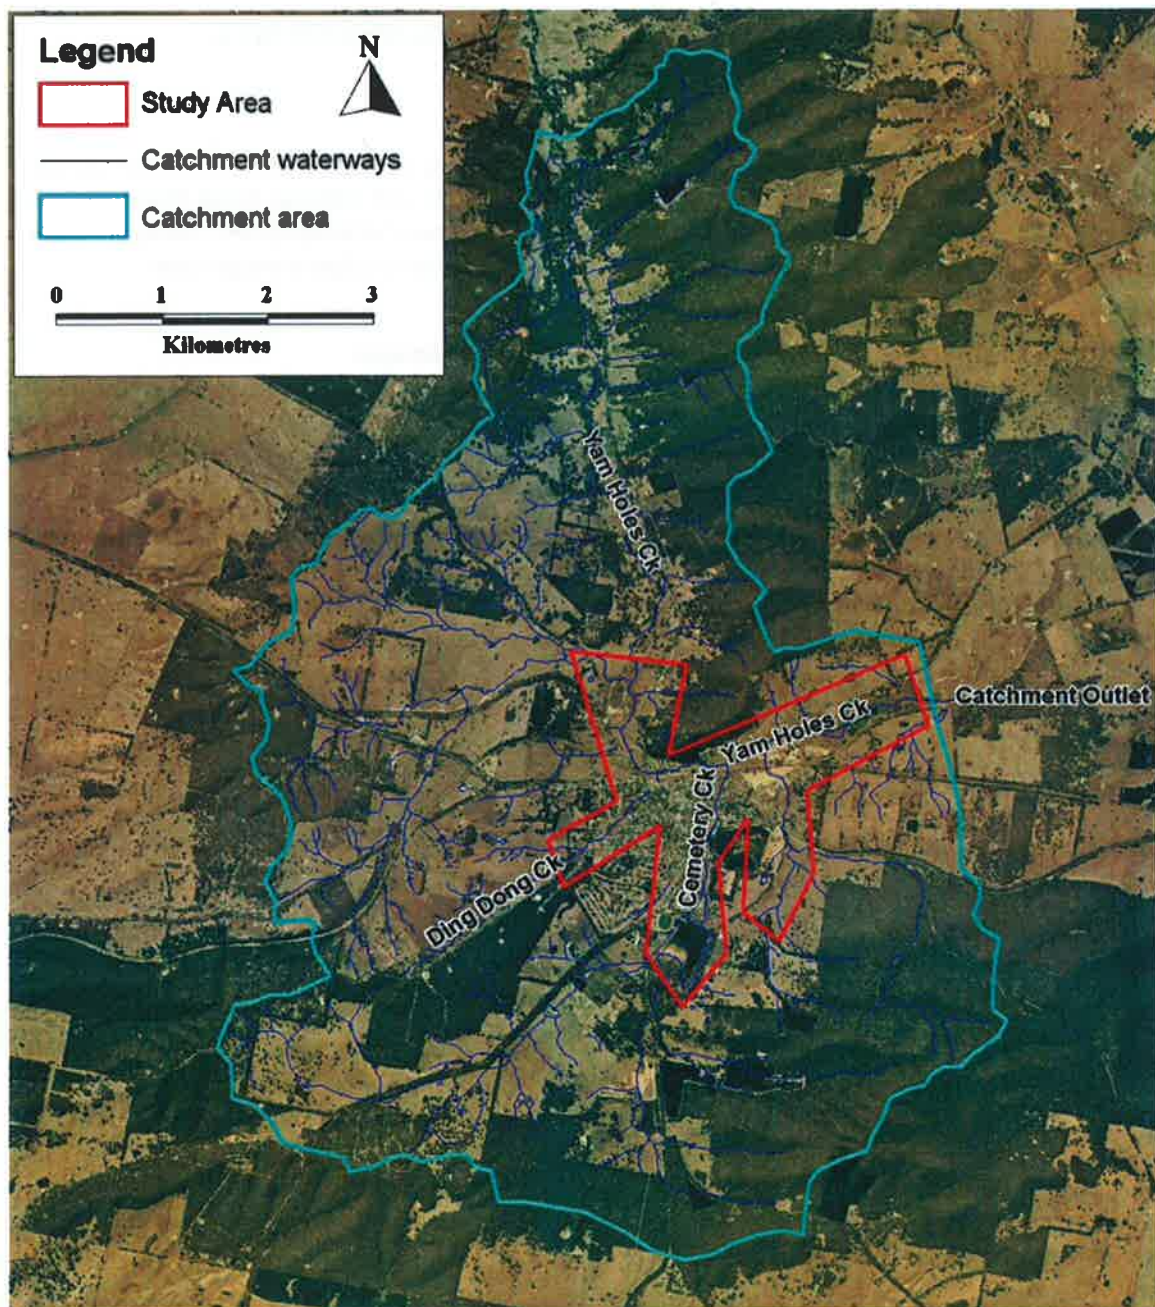 Legend
N
Study Area
Catchment waterways
Catchment area
0 1 2 3
Kilometres
Yam Holes Ck
Catchment Outlet
Yam Holes Ck
Cemetery Ck
Ding Dong Ck